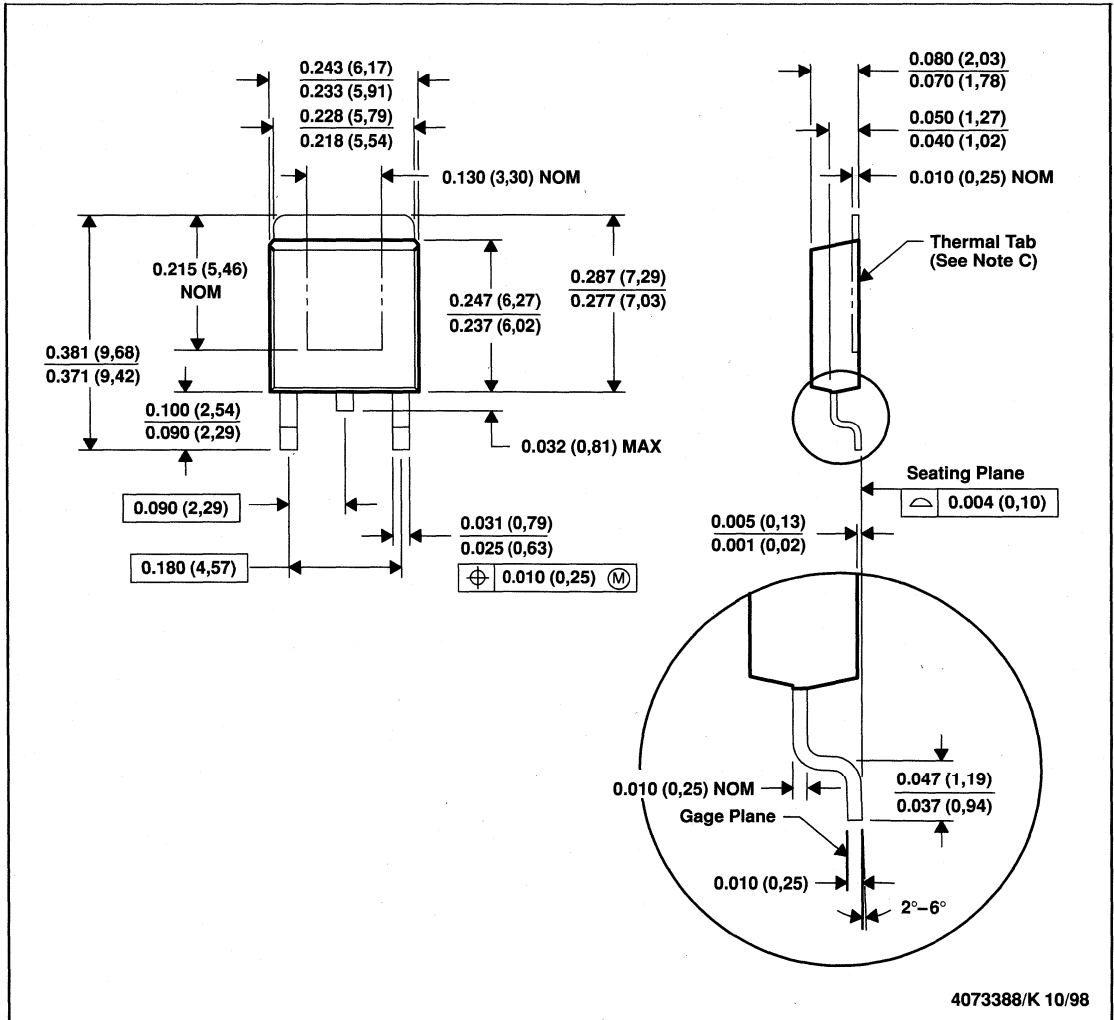 0.243 (6,17)
0.233 (5,91)
0.228 (5,79)
0.218 (5,54)
0.130 (3,30) NOM
0.215 (5,46)
NOM
0.247 (6,27)
0.237 (6,02)
0.287 (7,29)
0.277 (7,03)
0.381 (9,68)
0.371 (9,42)
0.100 (2,54)
0.090 (2,29)
0.032 (0,81) MAX
0.090 (2,29)
0.180 (4,57)
0.031 (0,79)
0.025 (0,63)
0.010 (0,25) Ⓜ
0.080 (2,03)
0.070 (1,78)
0.050 (1,27)
0.040 (1,02)
0.010 (0,25) NOM
Thermal Tab
(See Note C)
Seating Plane
0.004 (0,10)
0.005 (0,13)
0.001 (0,02)
0.010 (0,25) NOM
0.047 (1,19)
0.037 (0,94)
Gage Plane
0.010 (0,25)
2°–6°
4073388/K 10/98